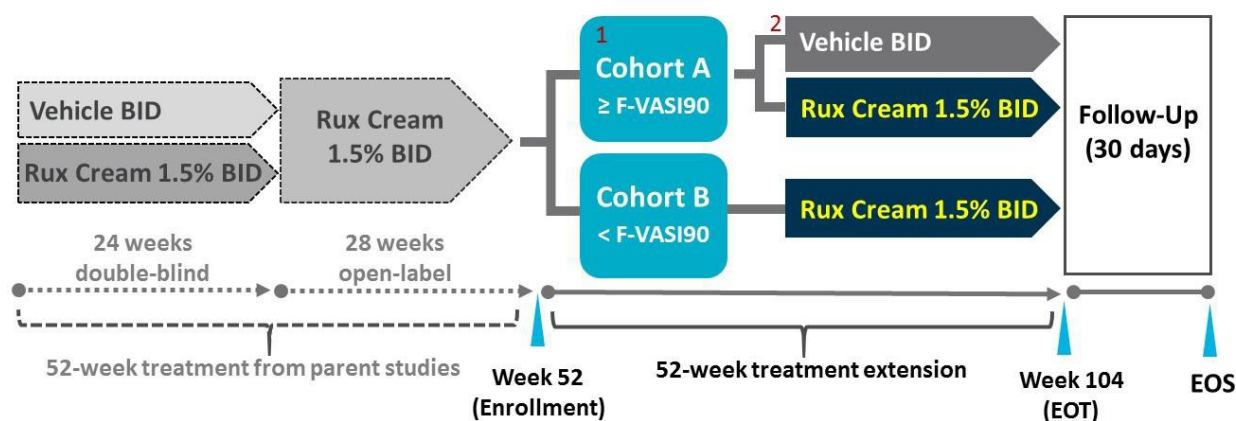 Vehicle BID
Rux Cream 1.5% BID
Rux Cream
1.5% BID
1
Cohort A
≥ F-VASI90
Cohort B
< F-VASI90
2
Vehicle BID
Rux Cream 1.5% BID
Rux Cream 1.5% BID
Follow-Up
(30 days)
24 weeks
double-blind
28 weeks
open-label
52-week treatment from parent studies
Week 52
(Enrollment)
52-week treatment extension
Week 104
(EOT)
EOS